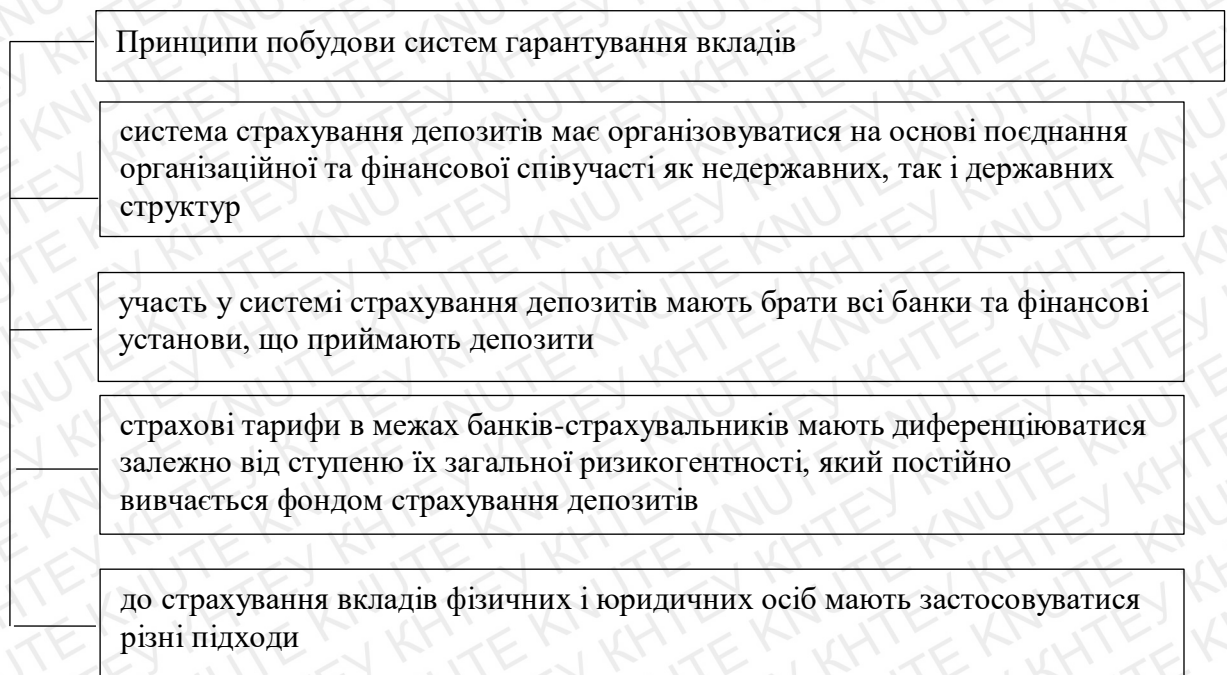 Принципи побудови систем гарантування вкладів
система страхування депозитів має організовуватися на основі поєднання
організаційної та фінансової співучасті як недержавних, так і державних
структур
участь у системі страхування депозитів мають брати всі банки та фінансові
установи, що приймають депозити
страхові тарифи в межах банків-страхувальників мають диференціюватися
залежно від ступеню їх загальної ризикогентності, який постійно
вивчається фондом страхування депозитів
до страхування вкладів фізичних і юридичних осіб мають застосовуватися
різні підходи